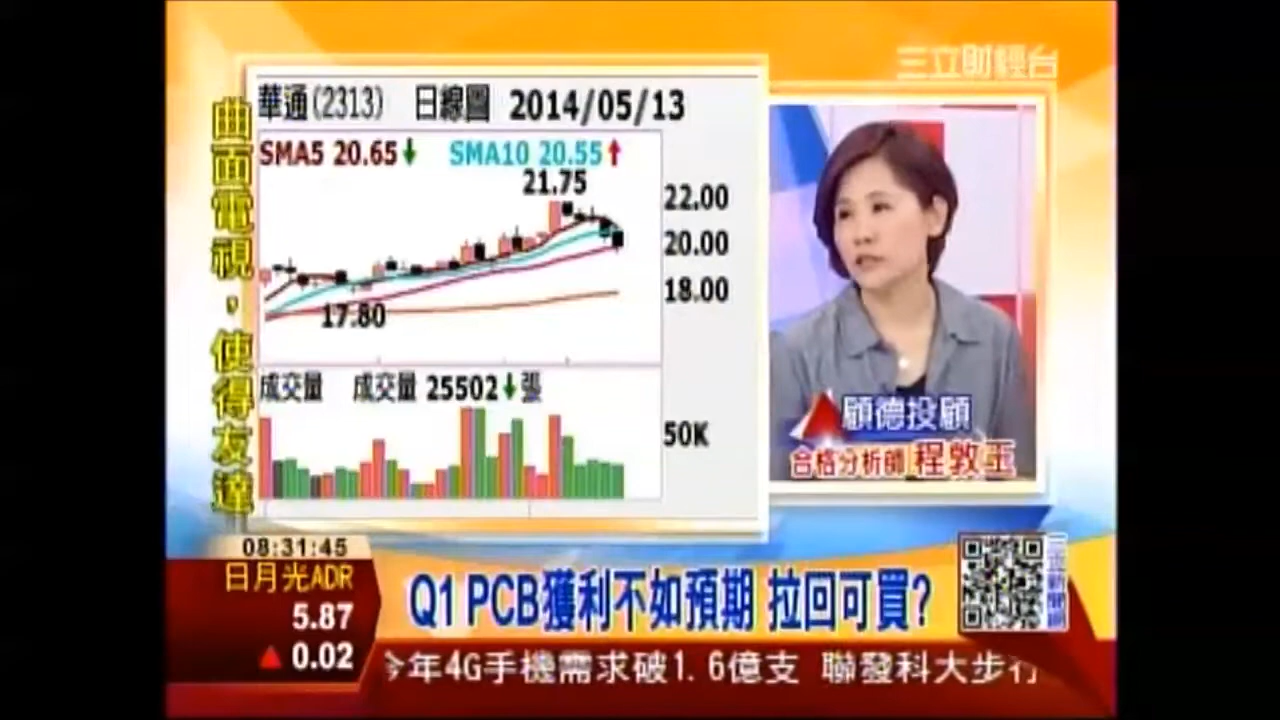 三立財經台
華通(2313) 日線圖 2014/05/13
SMA5 20.65↓ SMA10 20.55↑
21.75
22.00
20.00
18.00
17.80
成交量 成交量 25502↓張
50K
曲面電視，使得友達
顧德投顧
合格分析師 程敦玉
08:31:45
日月光ADR
5.87
▲ 0.02
Q1 PCB獲利不如預期 拉回可買?
今年4G手機需求破1.6億支 聯發科大步行